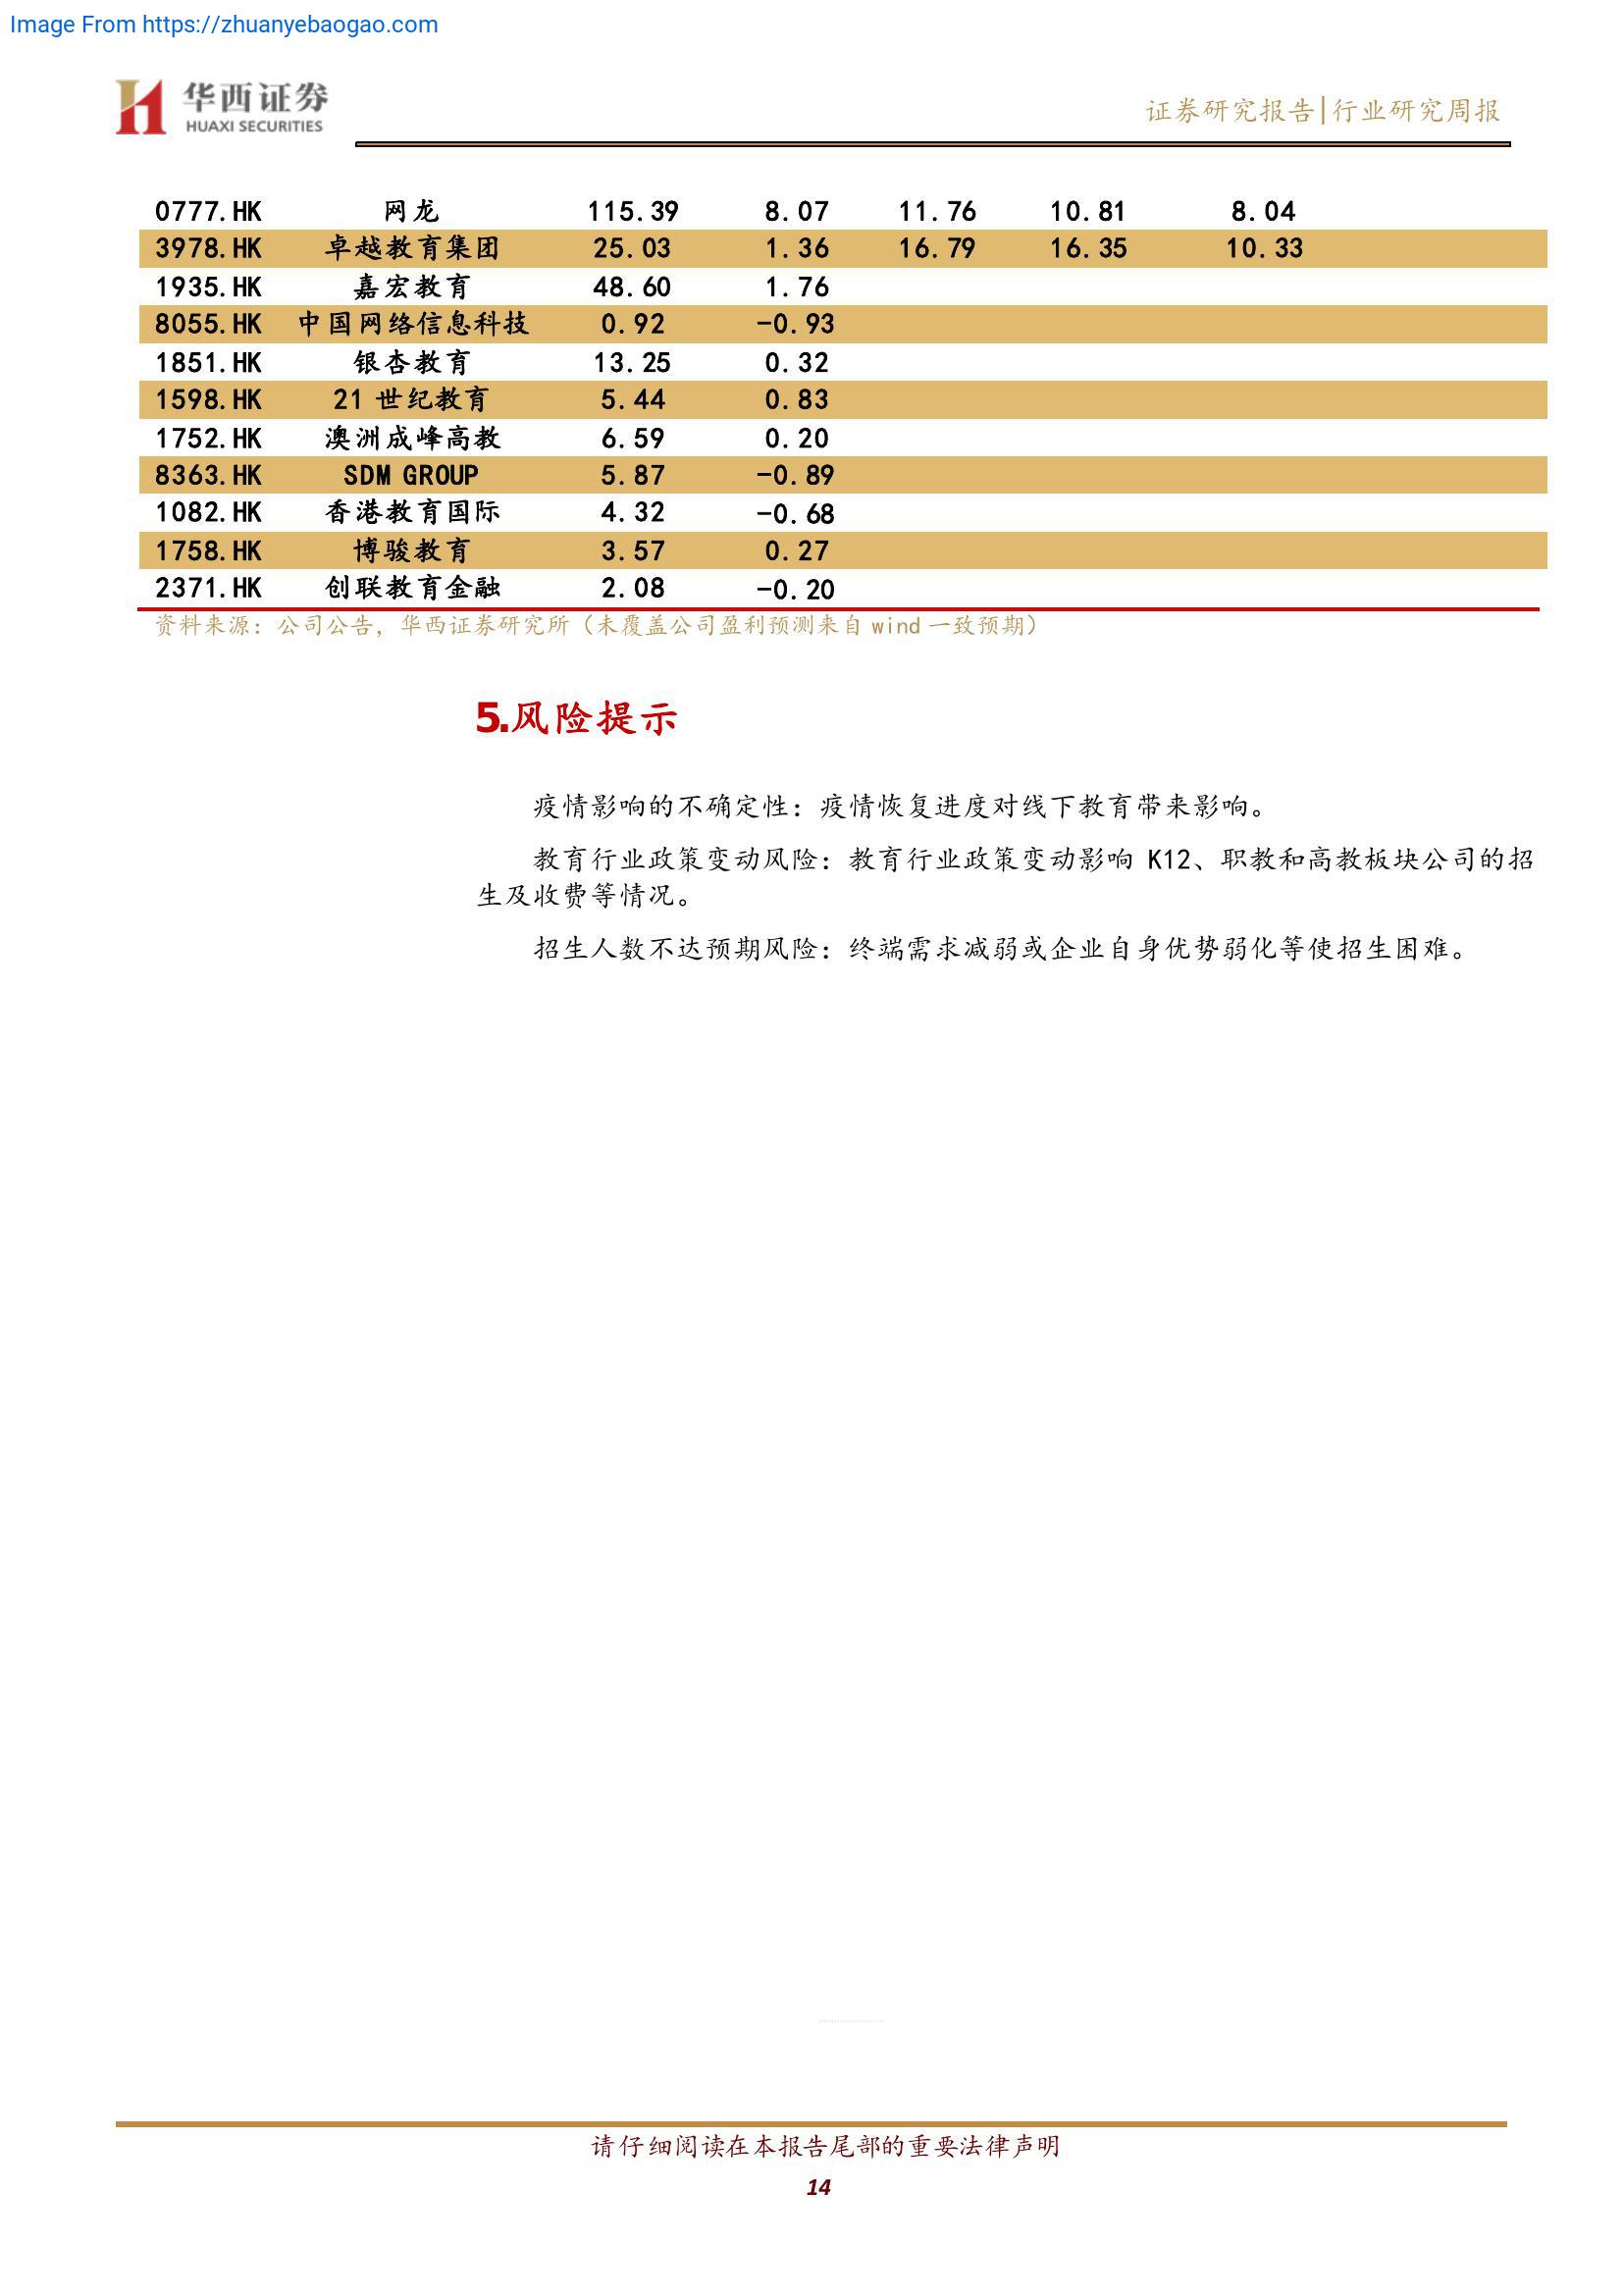 Image From https://zhuanyebaogao.com
华西证券
HUAXI SECURITIES
证券研究报告|行业研究周报
0777.HK 网龙 115.39 8.07 11.76 10.81 8.04
3978.HK 卓越教育集团 25.03 1.36 16.79 16.35 10.33
1935.HK 嘉宏教育 48.60 1.76
8055.HK 中国网络信息科技 0.92 -0.93
1851.HK 银杏教育 13.25 0.32
1598.HK 21 世纪教育 5.44 0.83
1752.HK 澳洲成峰高教 6.59 0.20
8363.HK SDM GROUP 5.87 -0.89
1082.HK 香港教育国际 4.32 -0.68
1758.HK 博骏教育 3.57 0.27
2371.HK 创联教育金融 2.08 -0.20
资料来源：公司公告，华西证券研究所（未覆盖公司盈利预测来自 wind 一致预期）
5.风险提示
疫情影响的不确定性：疫情恢复进度对线下教育带来影响。
教育行业政策变动风险：教育行业政策变动影响 K12、职教和高教板块公司的招
生及收费等情况。
招生人数不达预期风险：终端需求减弱或企业自身优势弱化等使招生困难。
请仔细阅读在本报告尾部的重要法律声明
14